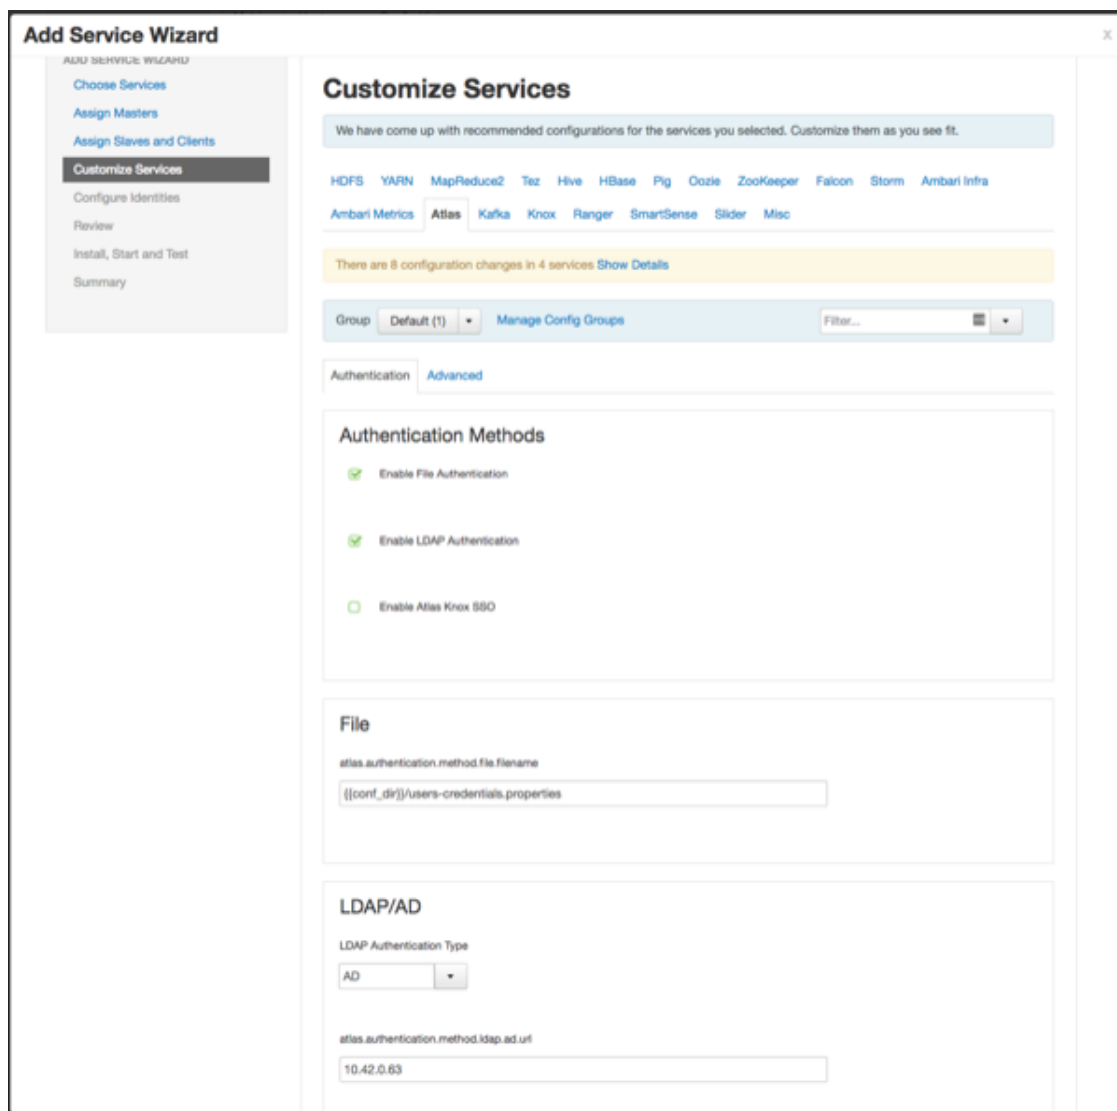 Add Service Wizard
x
ADD SERVICE WIZARD
Choose Services
Assign Masters
Assign Slaves and Clients
Customize Services
Configure Identities
Review
Install, Start and Test
Summary
Customize Services
We have come up with recommended configurations for the services you selected. Customize them as you see fit.
HDFS YARN MapReduce2 Tez Hive HBase Pig Oozie ZooKeeper Falcon Storm Ambari Infra
Ambari Metrics Atlas Kafka Knox Ranger SmartSense Slider Misc
There are 8 configuration changes in 4 services Show Details
Group Default (1) Manage Config Groups Filter...
Authentication Advanced
Authentication Methods
Enable File Authentication
Enable LDAP Authentication
Enable Atlas Knox SSO
File
atlas.authentication.method.file.filename
{{conf_dir}}/users-credentials.properties
LDAP/AD
LDAP Authentication Type
AD
atlas.authentication.method.ldap.ad.url
10.42.0.63